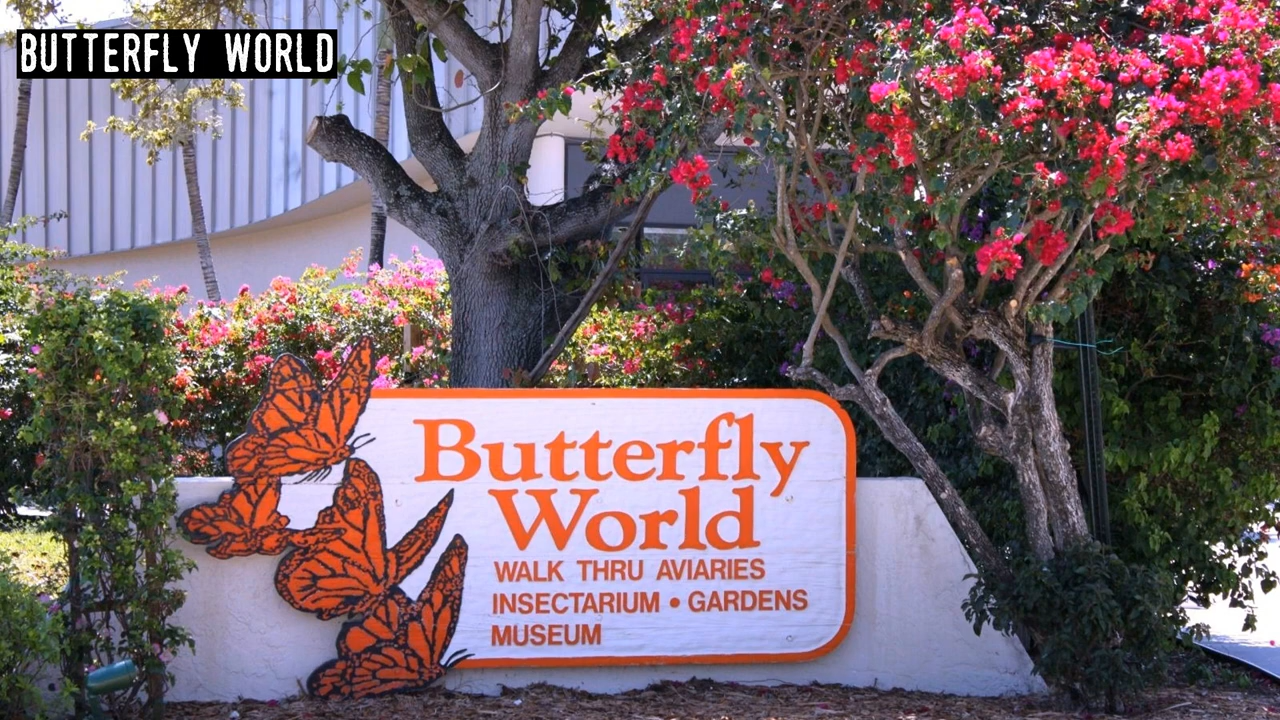 BUTTERFLY WORLD
Butterfly
World
WALK THRU AVIARIES
INSECTARIUM • GARDENS
MUSEUM